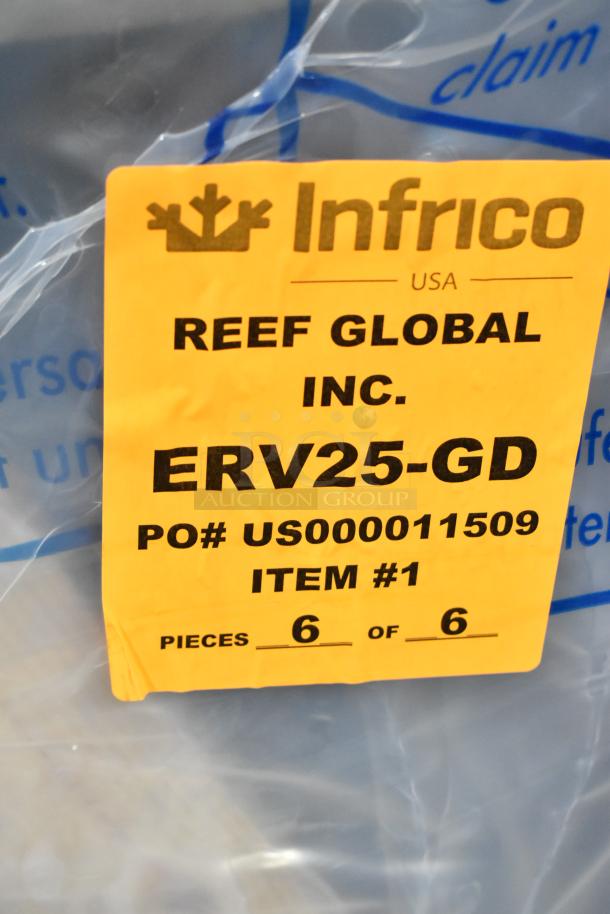 claim
Infrico
USA
REEF GLOBAL
INC.
ERV25-GD
PO# US000011509
ITEM #1
PIECES 6 OF 6
AUCTION GROUP